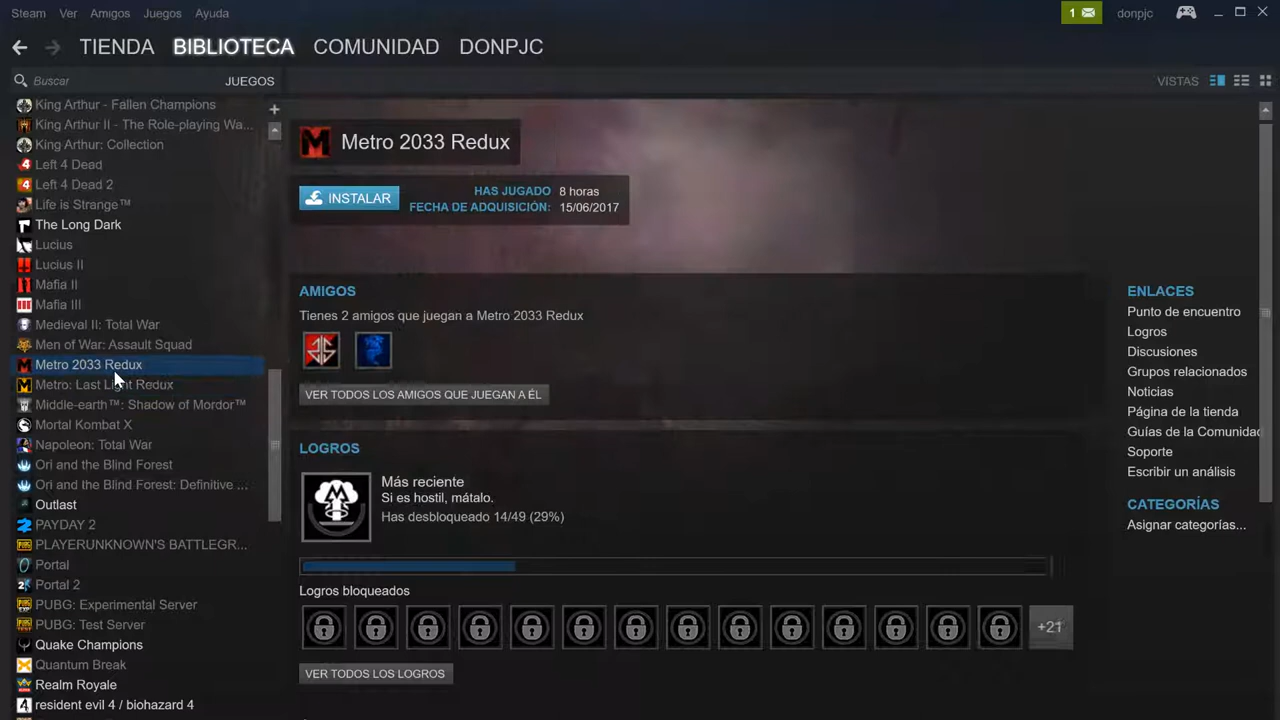 Steam Ver Amigos Juegos Ayuda
1 donpjc
TIENDA BIBLIOTECA COMUNIDAD DONPJC
Buscar JUEGOS
VISTAS
King Arthur - Fallen Champions
King Arthur II - The Role-playing Wa...
King Arthur: Collection
Left 4 Dead
Left 4 Dead 2
Life is Strange™
The Long Dark
Lucius
Lucius II
Mafia II
Mafia III
Medieval II: Total War
Men of War: Assault Squad
Metro 2033 Redux
Metro: Last Light Redux
Middle-earth™: Shadow of Mordor™
Mortal Kombat X
Napoleon: Total War
Ori and the Blind Forest
Ori and the Blind Forest: Definitive ...
Outlast
PAYDAY 2
PLAYERUNKNOWN'S BATTLEGR...
Portal
Portal 2
PUBG: Experimental Server
PUBG: Test Server
Quake Champions
Quantum Break
Realm Royale
resident evil 4 / biohazard 4
Metro 2033 Redux
INSTALAR
HAS JUGADO 8 horas
FECHA DE ADQUISICIÓN: 15/06/2017
AMIGOS
Tienes 2 amigos que juegan a Metro 2033 Redux
VER TODOS LOS AMIGOS QUE JUEGAN A ÉL
LOGROS
Más reciente
Si es hostil, mátalo.
Has desbloqueado 14/49 (29%)
Logros bloqueados
+21
VER TODOS LOS LOGROS
ENLACES
Punto de encuentro
Logros
Discusiones
Grupos relacionados
Noticias
Página de la tienda
Guías de la Comunidad
Soporte
Escribir un análisis
CATEGORÍAS
Asignar categorías...